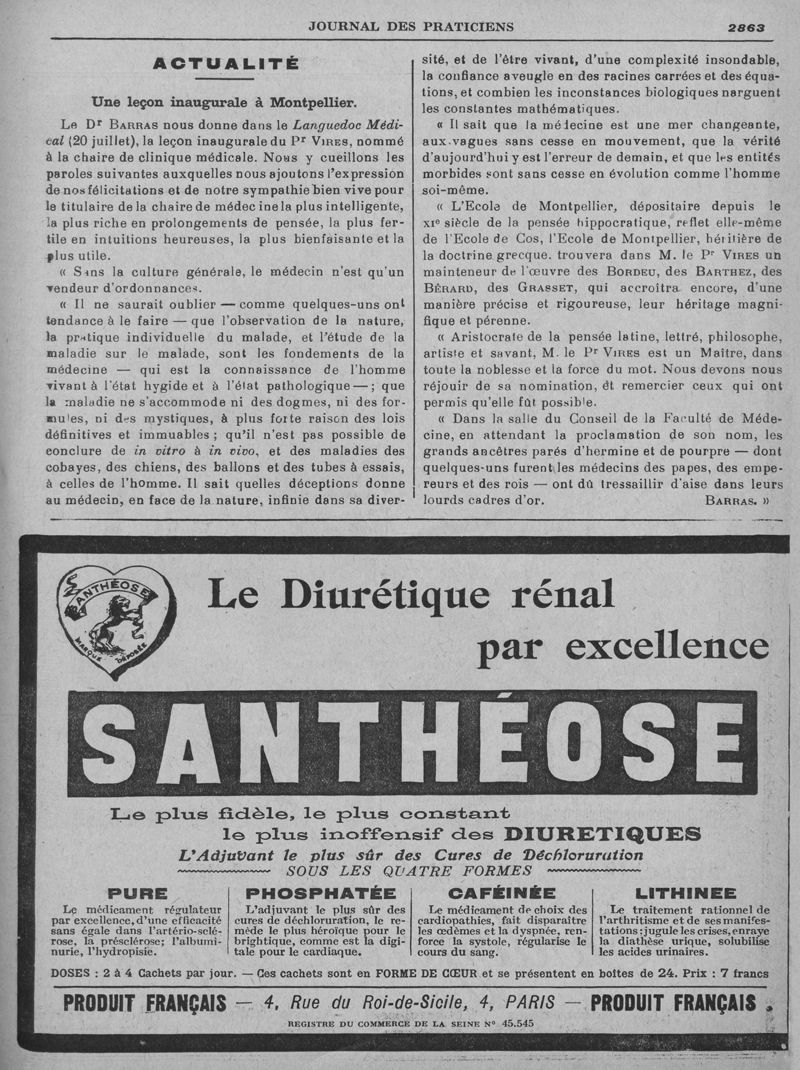 JOURNAL DES PRATICIENS 2863
ACTUALITÉ
Une leçon inaugurale à Montpellier.
Le Dr BARRAS nous donne dans le Languedoc Médi-
cal (20 juillet), la leçon inaugurale du Pr VIRES, nommé
à la chaire de clinique médicale. Nous y cueillons les
paroles suivantes auxquelles nous ajoutons l'expression
de nos félicitations et de notre sympathie bien vive pour
le titulaire de la chaire de médecine la plus intelligente,
la plus riche en prolongements de pensée, la plus fer-
tile en intuitions heureuses, la plus bienfaisante et la
plus utile.
« Sans la culture générale, le médecin n'est qu'un
vendeur d'ordonnances.
« Il ne saurait oublier — comme quelques-uns ont
tendance à le faire — que l'observation de la nature,
la pratique individuelle du malade, et l'étude de la
maladie sur le malade, sont les fondements de la
médecine — qui est la connaissance de l'homme
vivant à l'état hygide et à l'état pathologique — ; que
la maladie ne s'accommode ni des dogmes, ni des for-
mules, ni des mystiques, à plus forte raison des lois
définitives et immuables ; qu'il n'est pas possible de
conclure de in vitro à in vivo, et des maladies des
cobayes, des chiens, des ballons et des tubes à essais,
à celles de l'homme. Il sait quelles déceptions donne
au médecin, en face de la nature, infinie dans sa diver-
sité, et de l'être vivant, d'une complexité insondable,
la confiance aveugle en des racines carrées et des équa-
tions, et combien les inconstances biologiques narguent
les constantes mathématiques.
« Il sait que la médecine est une mer changeante,
aux vagues sans cesse en mouvement, que la vérité
d'aujourd'hui y est l'erreur de demain, et que les entités
morbides sont sans cesse en évolution comme l'homme
soi-même.
« L'Ecole de Montpellier, dépositaire depuis le
XIe siècle de la pensée hippocratique, reflet elle-même
de l'Ecole de Cos, l'Ecole de Montpellier, héritière de
la doctrine grecque. trouvera dans M. le Pr VIRES un
mainteneur de l'œuvre des BORDEU, des BARTHEZ, des
BÉRARD, des GRASSET, qui accroîtra encore, d'une
manière précise et rigoureuse, leur héritage magni-
fique et pérenne.
« Aristocrate de la pensée latine, lettré, philosophe,
artiste et savant, M. le Pr VIRES est un Maître, dans
toute la noblesse et la force du mot. Nous devons nous
réjouir de sa nomination, et remercier ceux qui ont
permis qu'elle fût possible.
« Dans la salle du Conseil de la Faculté de Méde-
cine, en attendant la proclamation de son nom, les
grands ancêtres parés d'hermine et de pourpre — dont
quelques-uns furent les médecins des papes, des empe-
reurs et des rois — ont dû tressaillir d'aise dans leurs
lourds cadres d'or. BARRAS. »
SANTHÉOSE
MARQUE DÉPOSÉE
Le Diurétique rénal
par excellence
SANTHÉOSE
Le plus fidèle, le plus constant
le plus inoffensif des DIURETIQUES
L'Adjuvant le plus sûr des Cures de Déchloruration
SOUS LES QUATRE FORMES
PURE
Le médicament régulateur
par excellence, d'une efficacité
sans égale dans l'artério-sclé-
rose, la présclérose; l'albumi-
nurie, l'hydropisie.
PHOSPHATÉE
L'adjuvant le plus sûr des
cures de déchloruration, le re-
mède le plus héroïque pour le
brightique, comme est la digi-
tale pour le cardiaque.
CAFÉINÉE
Le médicament de choix des
cardiopathies, fait disparaître
les œdèmes et la dyspnée, ren-
force la systole, régularise le
cours du sang.
LITHINEE
Le traitement rationnel de
l'arthritisme et de ses manifes-
tations : jugule les crises, enraye
la diathèse urique, solubilise
les acides urinaires.
DOSES : 2 à 4 Cachets par jour. — Ces cachets sont en FORME DE CŒUR et se présentent en boîtes de 24. Prix : 7 francs
PRODUIT FRANÇAIS — 4, Rue du Roi-de-Sicile, 4, PARIS — PRODUIT FRANÇAIS
REGISTRE DU COMMERCE DE LA SEINE N° 45.545